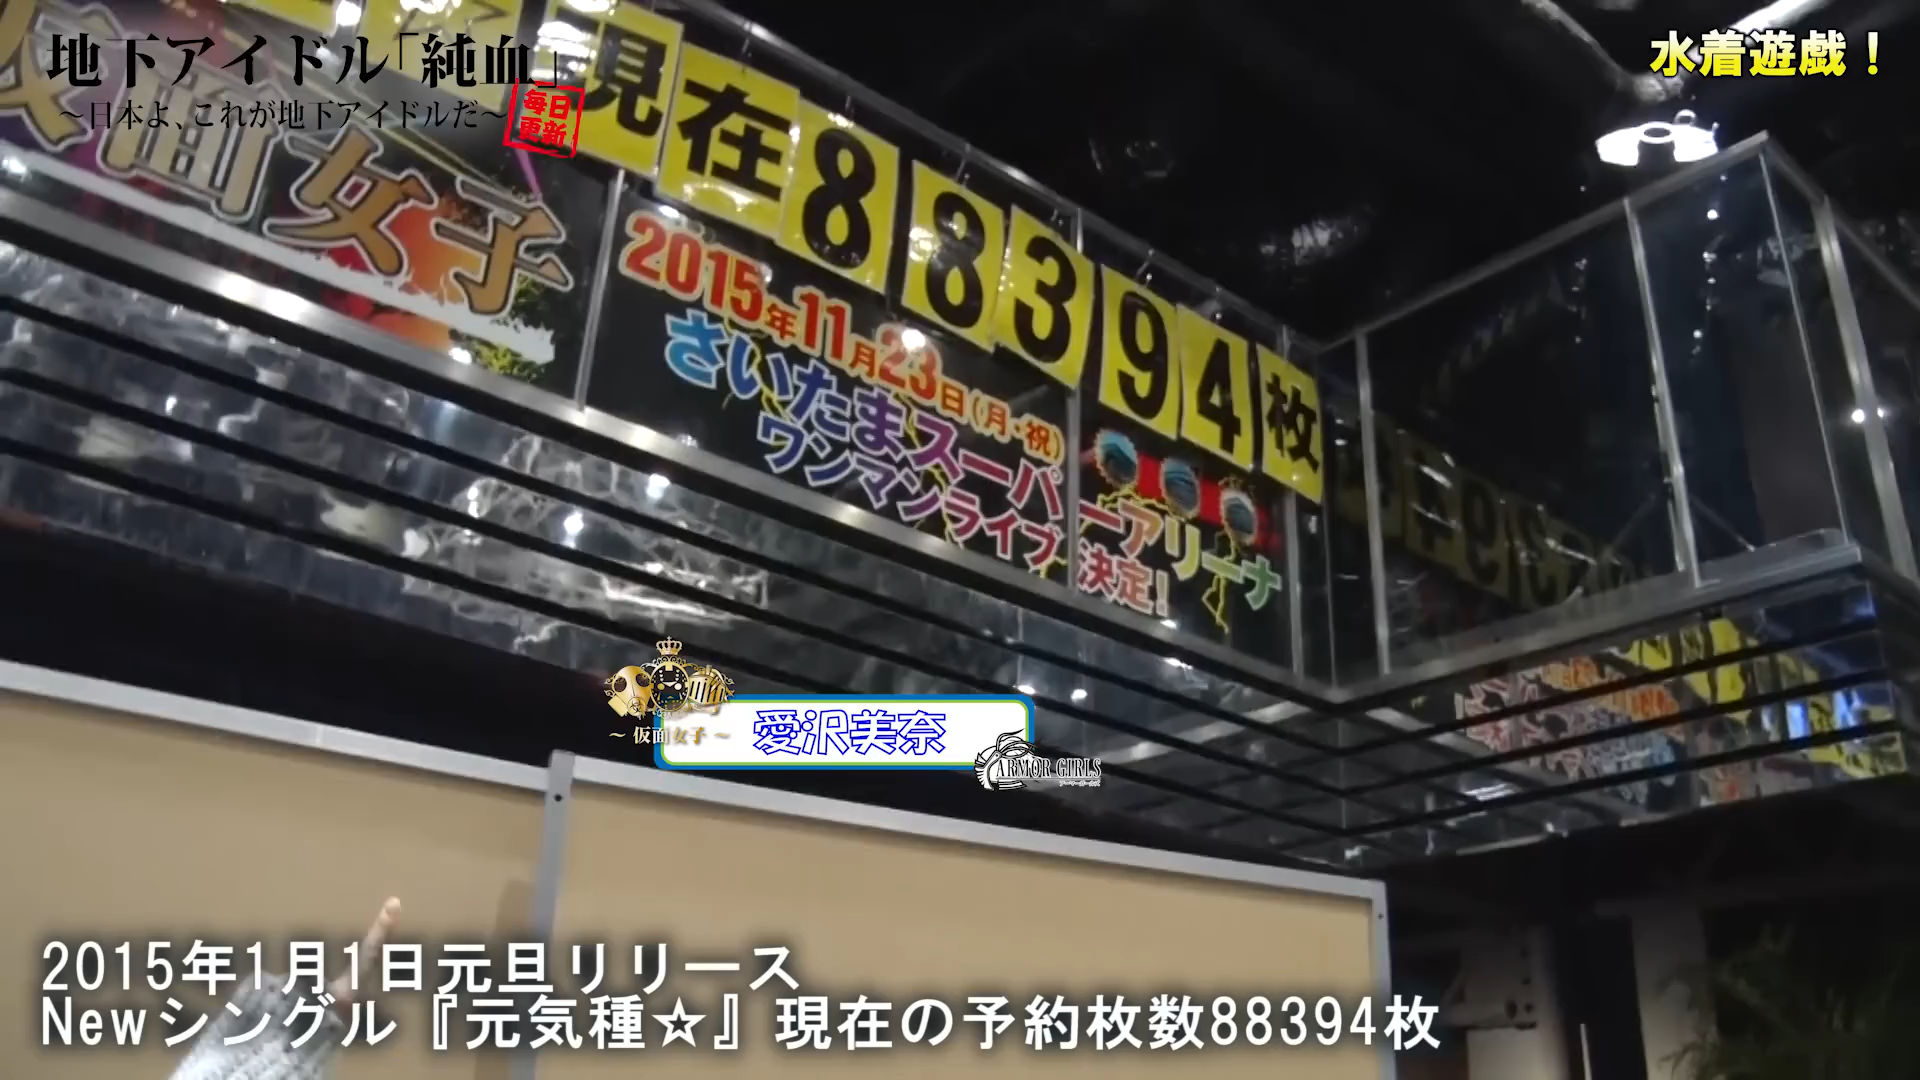 地下アイドル「純血」
～日本よ、これが地下アイドルだ～
毎日
更新
水着遊戯！
現在88394枚
仮面女子
2015年11月23日(月・祝)
さいたまスーパーアリーナ
ワンマンライブ決定!
～仮面女子～
愛沢美奈
ARMOR GIRLS
2015年1月1日元旦リリース
Newシングル『元気種☆』現在の予約枚数88394枚